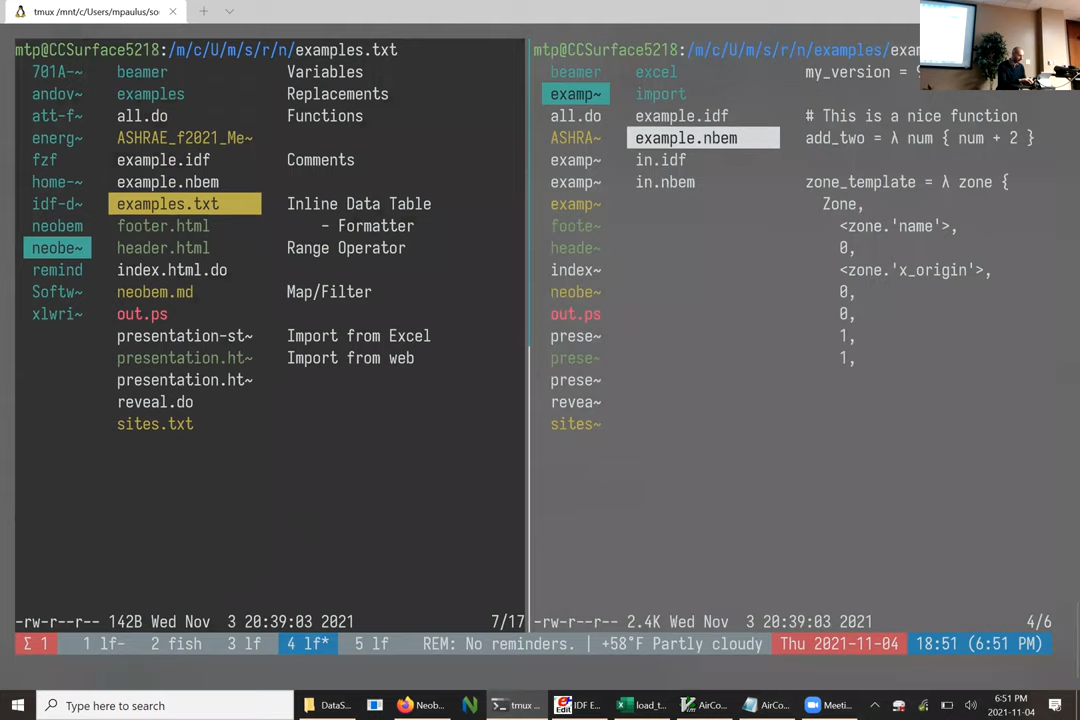 tmux /mnt/c/Users/mpaulus/so
mtp@CCSurface5218:/m/c/U/m/s/r/n/examples.txt
701A-~ beamer Variables
andov~ examples Replacements
att-f~ all.do Functions
energ~ ASHRAE_f2021_Me~
fzf example.idf Comments
home-~ example.nbem
idf-d~ examples.txt Inline Data Table
neobem footer.html - Formatter
neobe~ header.html Range Operator
remind index.html.do
Softw~ neobem.md Map/Filter
xlwri~ out.ps
presentation-st~ Import from Excel
presentation.ht~ Import from web
presentation.ht~
reveal.do
sites.txt
-rw-r--r-- 142B Wed Nov  3 20:39:03 2021 7/17
mtp@CCSurface5218:/m/c/U/m/s/r/n/examples/exa
beamer excel my_version =
examp~ import
all.do example.idf # This is a nice function
ASHRA~ example.nbem add_two = λ num { num + 2 }
examp~ in.idf
examp~ in.nbem zone_template = λ zone {
examp~ Zone,
foote~ <zone.'name'>,
heade~ 0,
index~ <zone.'x_origin'>,
neobe~ 0,
out.ps 0,
prese~ 1,
prese~ 1,
prese~
revea~
sites~
-rw-r--r-- 2.4K Wed Nov  3 20:39:03 2021 4/6
Σ 1 1 lf- 2 fish 3 lf 4 lf* 5 lf REM: No reminders. | +58°F Partly cloudy Thu 2021-11-04 18:51 (6:51 PM)
Type here to search DataS... Neob... tmux ... IDF E... load_t... AirCo... AirCo... Meeti... 6:51 PM
2021-11-04